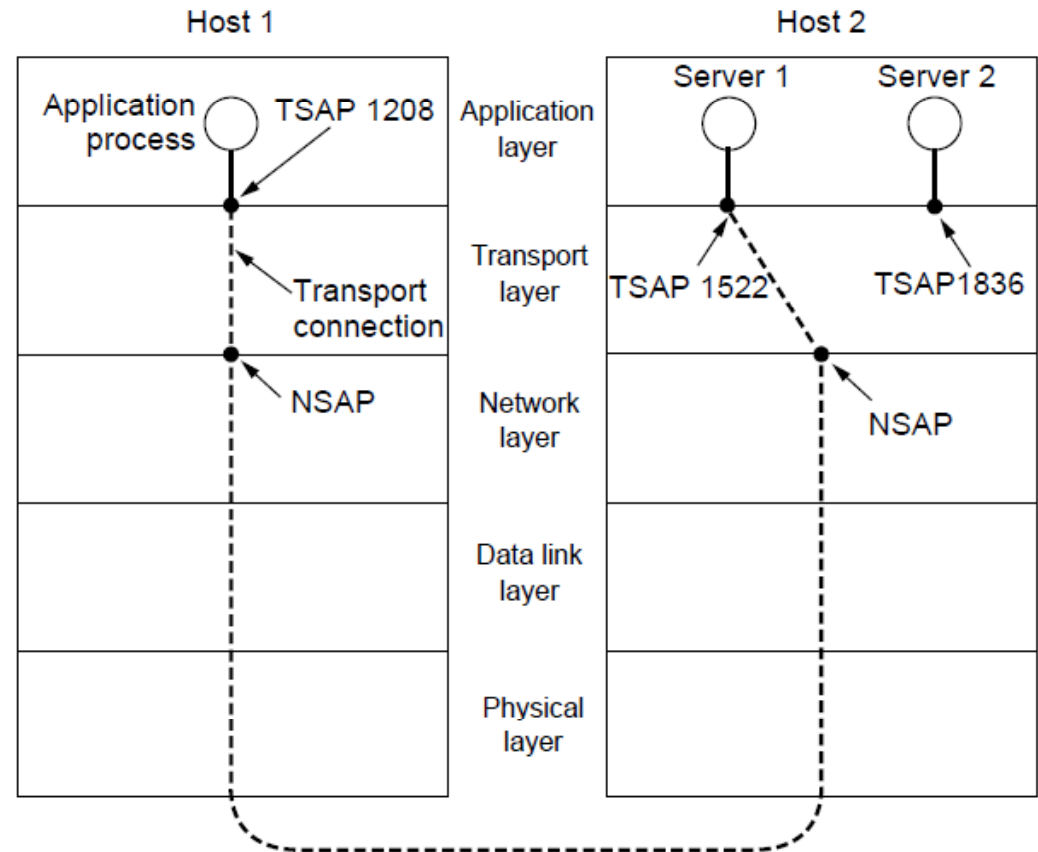 Host 1
Host 2
Application
process
TSAP 1208
Application
layer
Server 1
Server 2
Transport
connection
Transport
layer
TSAP 1522
TSAP1836
NSAP
Network
layer
NSAP
Data link
layer
Physical
layer